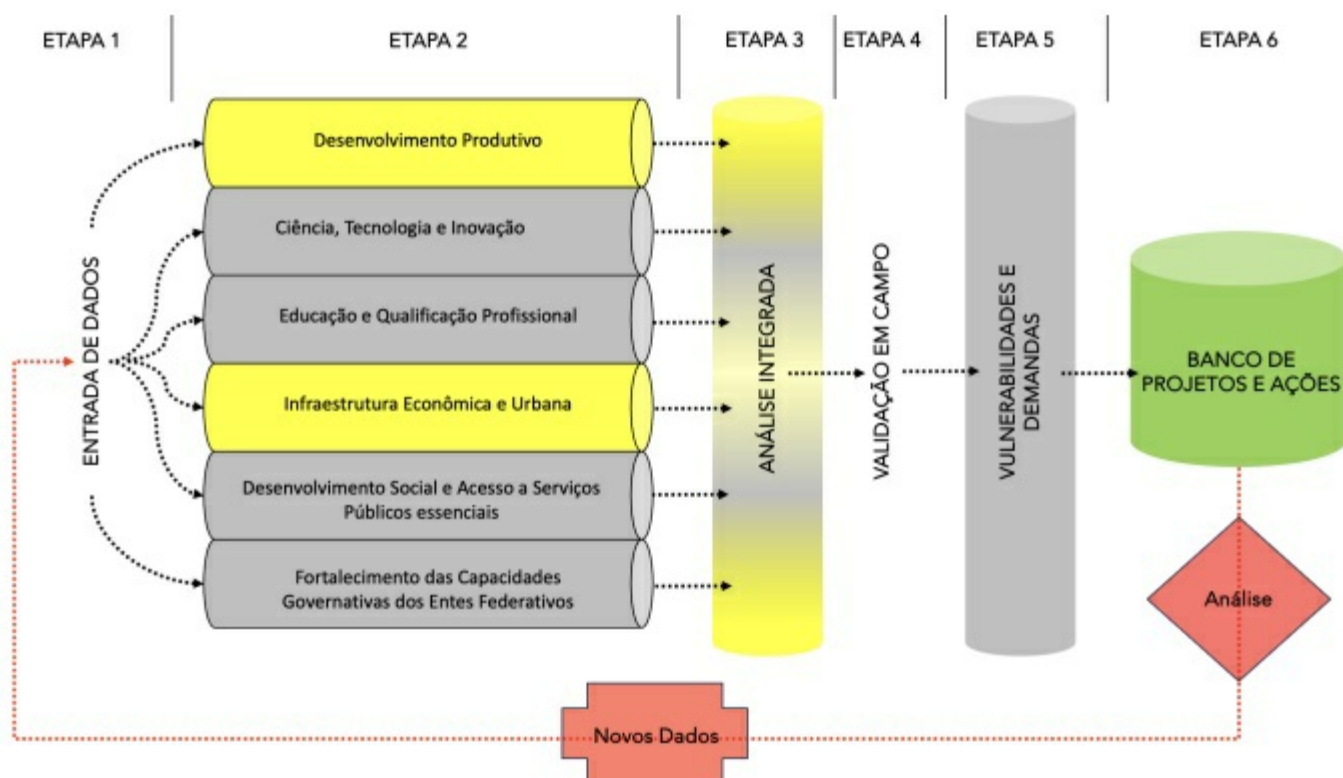 ETAPA 1
ETAPA 2
ETAPA 3
ETAPA 4
ETAPA 5
ETAPA 6
ENTRADA DE DADOS
Desenvolvimento Produtivo
Ciência, Tecnologia e Inovação
Educação e Qualificação Profissional
Infraestrutura Econômica e Urbana
Desenvolvimento Social e Acesso a Serviços
Públicos essenciais
Fortalecimento das Capacidades
Governativas dos Entes Federativos
ANÁLISE INTEGRADA
VALIDAÇÃO EM CAMPO
VULNERABILIDADES E
DEMANDAS
BANCO DE
PROJETOS E AÇÕES
Análise
Novos Dados